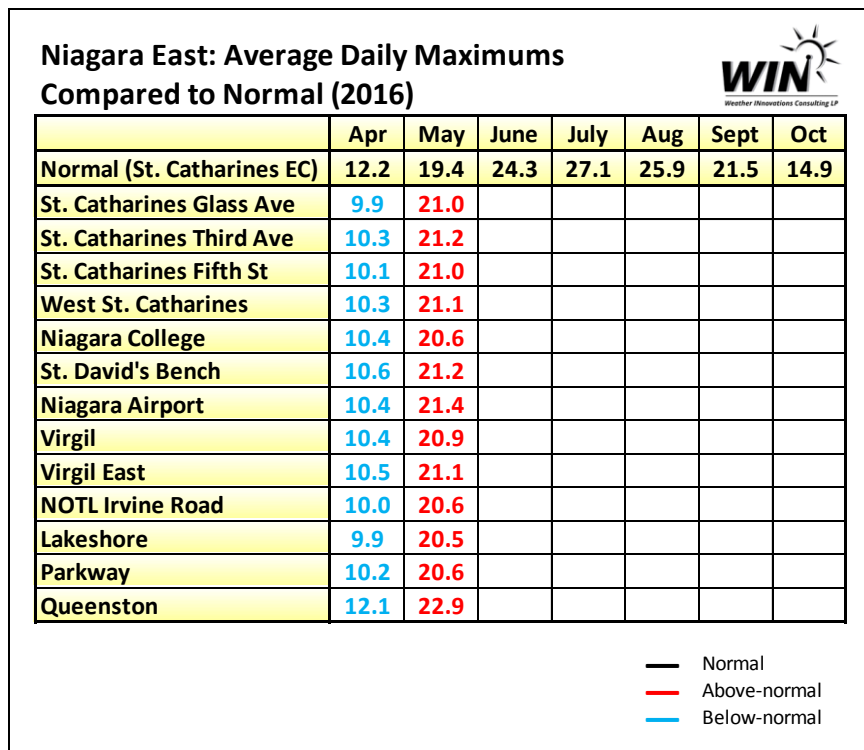 Niagara East: Average Daily Maximums
Compared to Normal (2016)
WIN
Weather INnovations Consulting LP
Apr May June July Aug Sept Oct
Normal (St. Catharines EC) 12.2 19.4 24.3 27.1 25.9 21.5 14.9
St. Catharines Glass Ave 9.9 21.0
St. Catharines Third Ave 10.3 21.2
St. Catharines Fifth St 10.1 21.0
West St. Catharines 10.3 21.1
Niagara College 10.4 20.6
St. David's Bench 10.6 21.2
Niagara Airport 10.4 21.4
Virgil 10.4 20.9
Virgil East 10.5 21.1
NOTL Irvine Road 10.0 20.6
Lakeshore 9.9 20.5
Parkway 10.2 20.6
Queenston 12.1 22.9
Normal
Above-normal
Below-normal